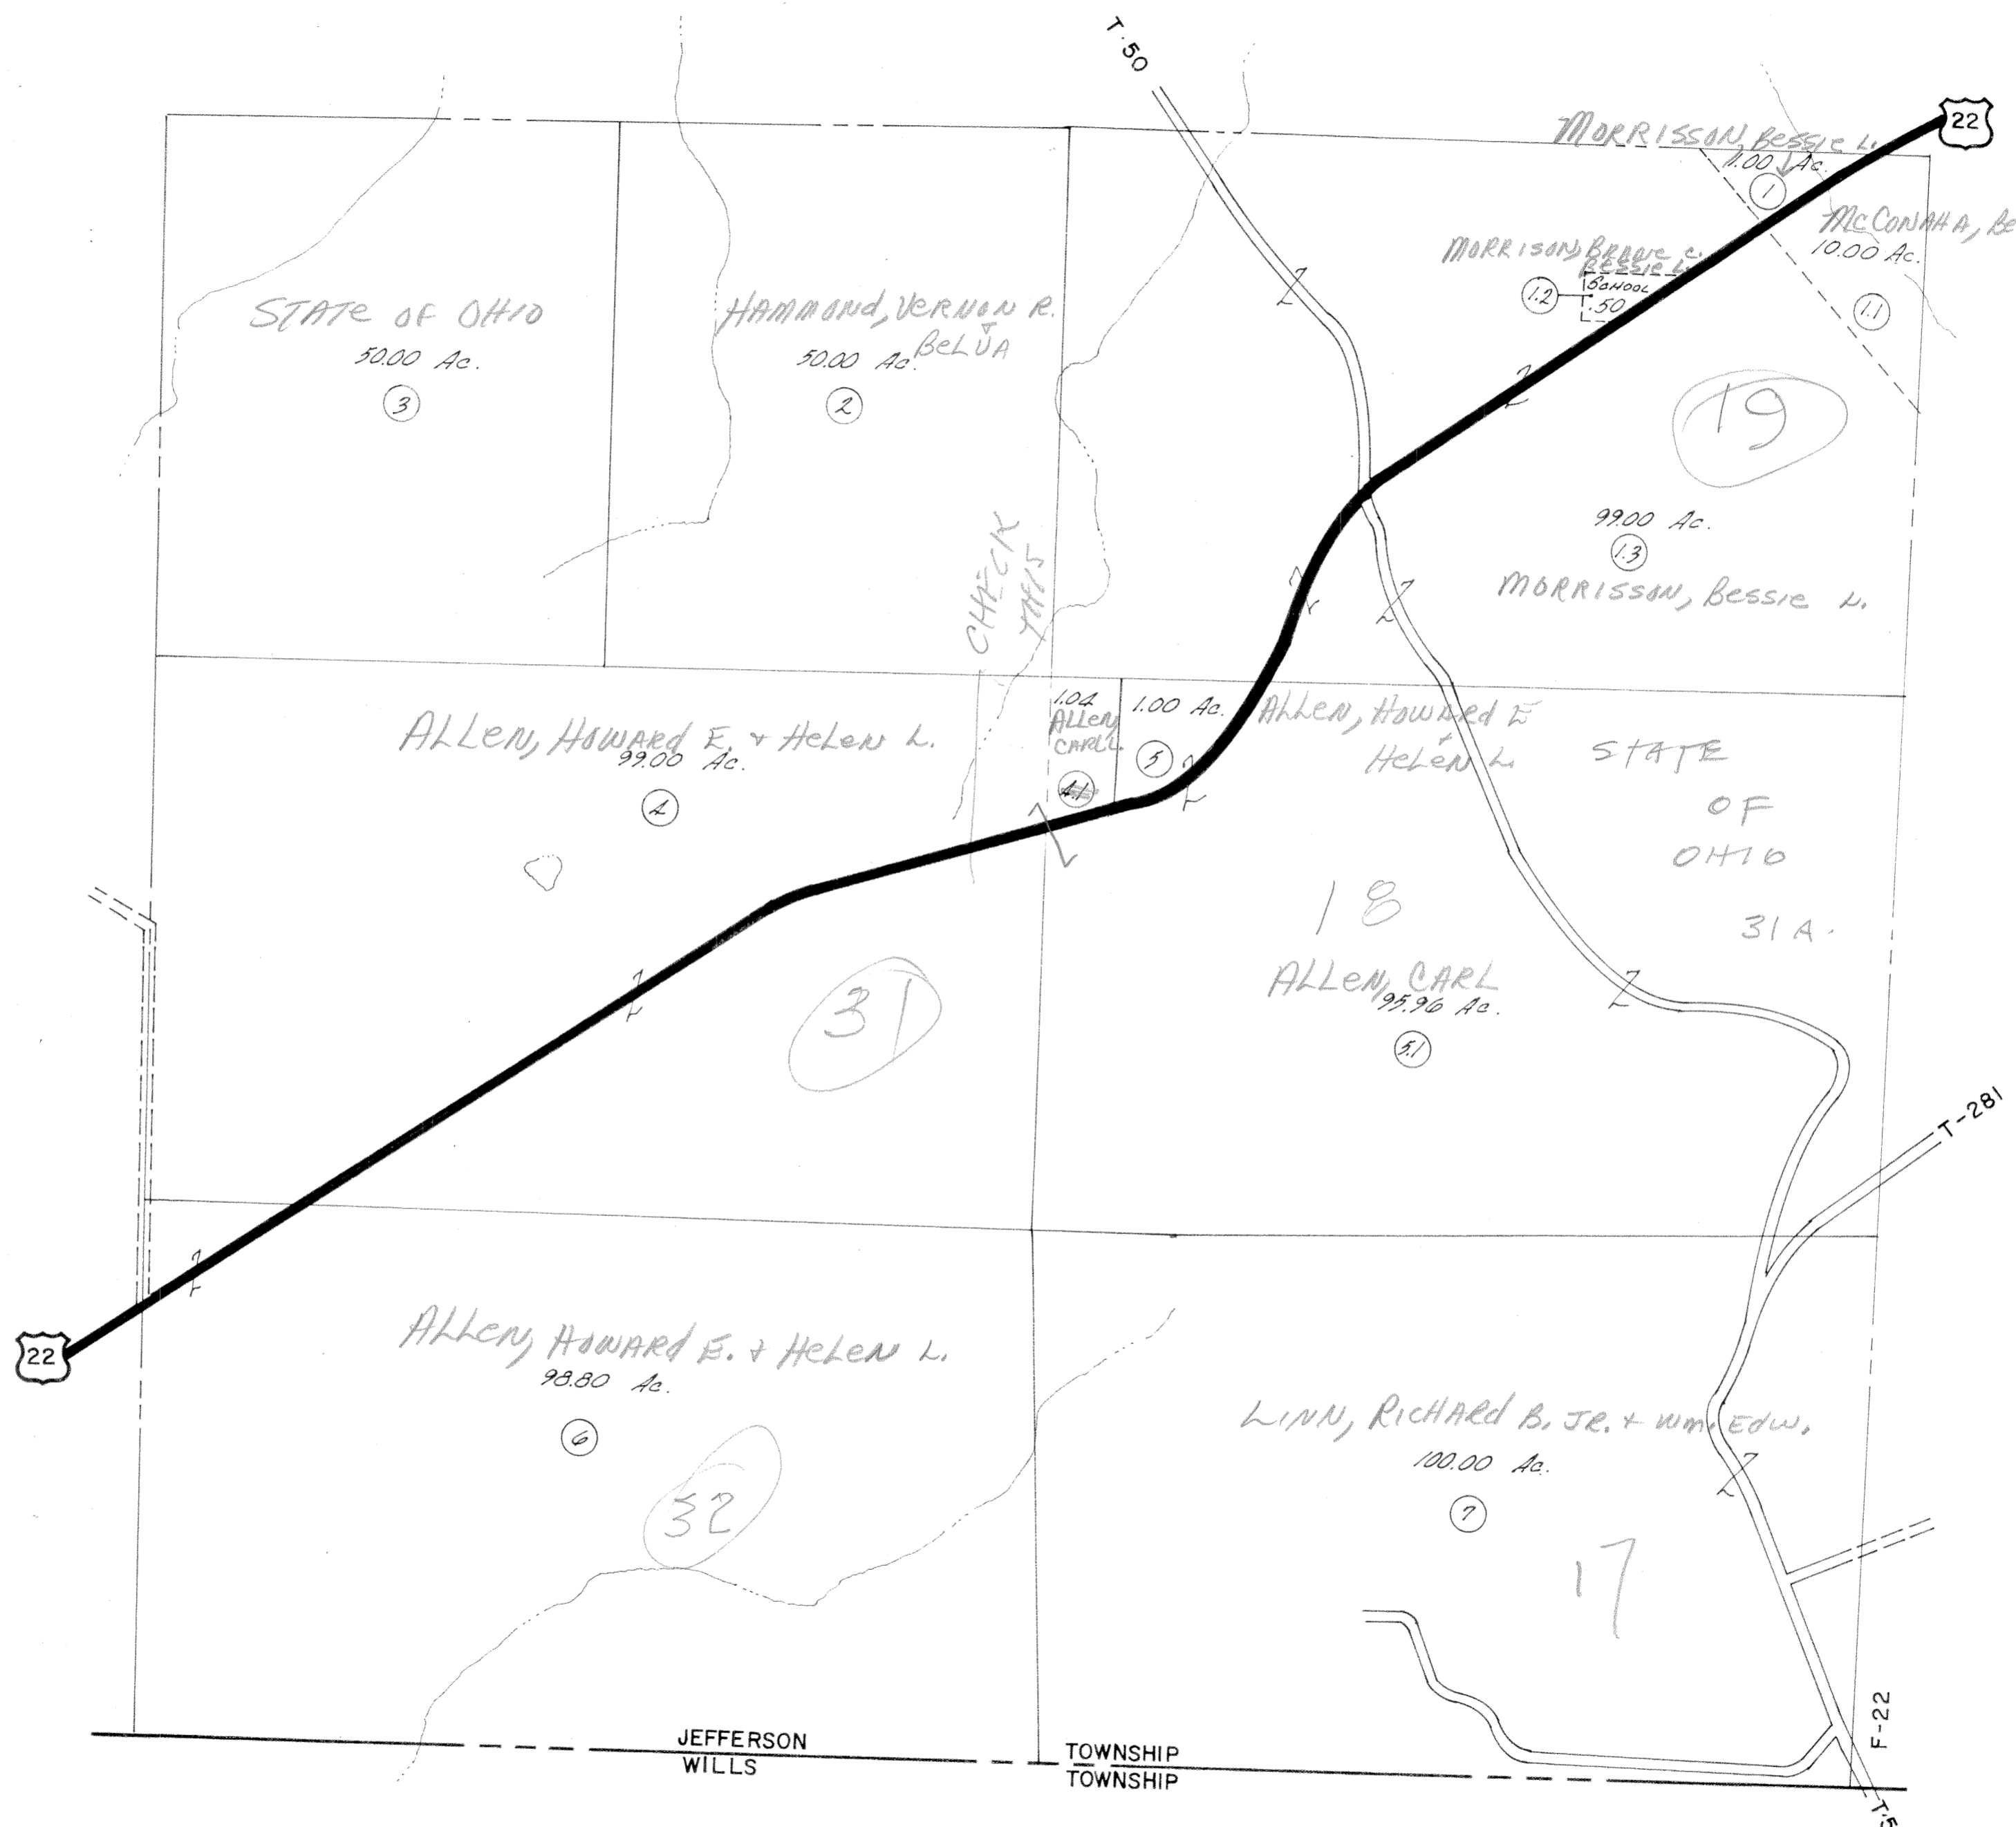 T-50
22
MORRISSON, Bessie L.
1.00 Ac.
1
McCONAHA, Be
10.00 Ac.
1.1
MORRISON,
BESSIE L.
SCHOOL
.50
1.2
STATE OF OHIO
50.00 Ac.
3
HAMMOND, VERNON R.
BELVA
50.00 Ac.
2
19
99.00 Ac.
1.3
MORRISSON, Bessie L.
CHECK
THIS
ALLEN, HOWARD E. + HELEN L.
99.00 Ac.
4
1.04
ALLEN,
CARL L.
4.1
1.00 Ac.
5
ALLEN, HOWARD E
+
HELEN L.
STATE
OF
OHIO
31 A.
18
ALLEN, CARL
95.96 Ac.
5.1
31
T-281
22
ALLEN, HOWARD E. + HELEN L.
98.80 Ac.
6
32
LINN, RICHARD B. JR. + Wm. EDW.
100.00 Ac.
7
17
F-22
JEFFERSON TOWNSHIP
WILLS TOWNSHIP
T-5